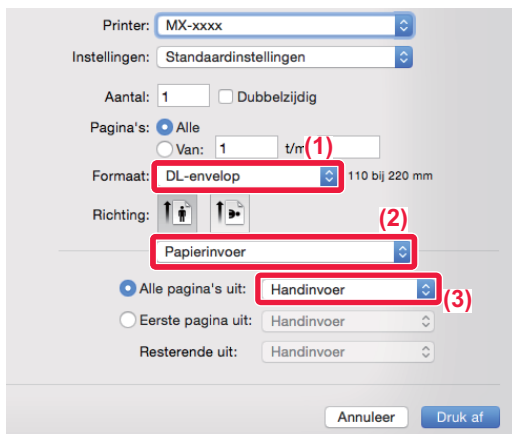 Printer: MX-xxxx
Instellingen: Standaardinstellingen
Aantal: 1 Dubbelzijdig
Pagina's: Alle
Van: 1 t/m
(1)
Formaat: DL-envelop 110 bij 220 mm
Richting:
(2)
Papierinvoer
Alle pagina's uit: Handinvoer
(3)
Eerste pagina uit: Handinvoer
Resterende uit: Handinvoer
Annuleer Druk af